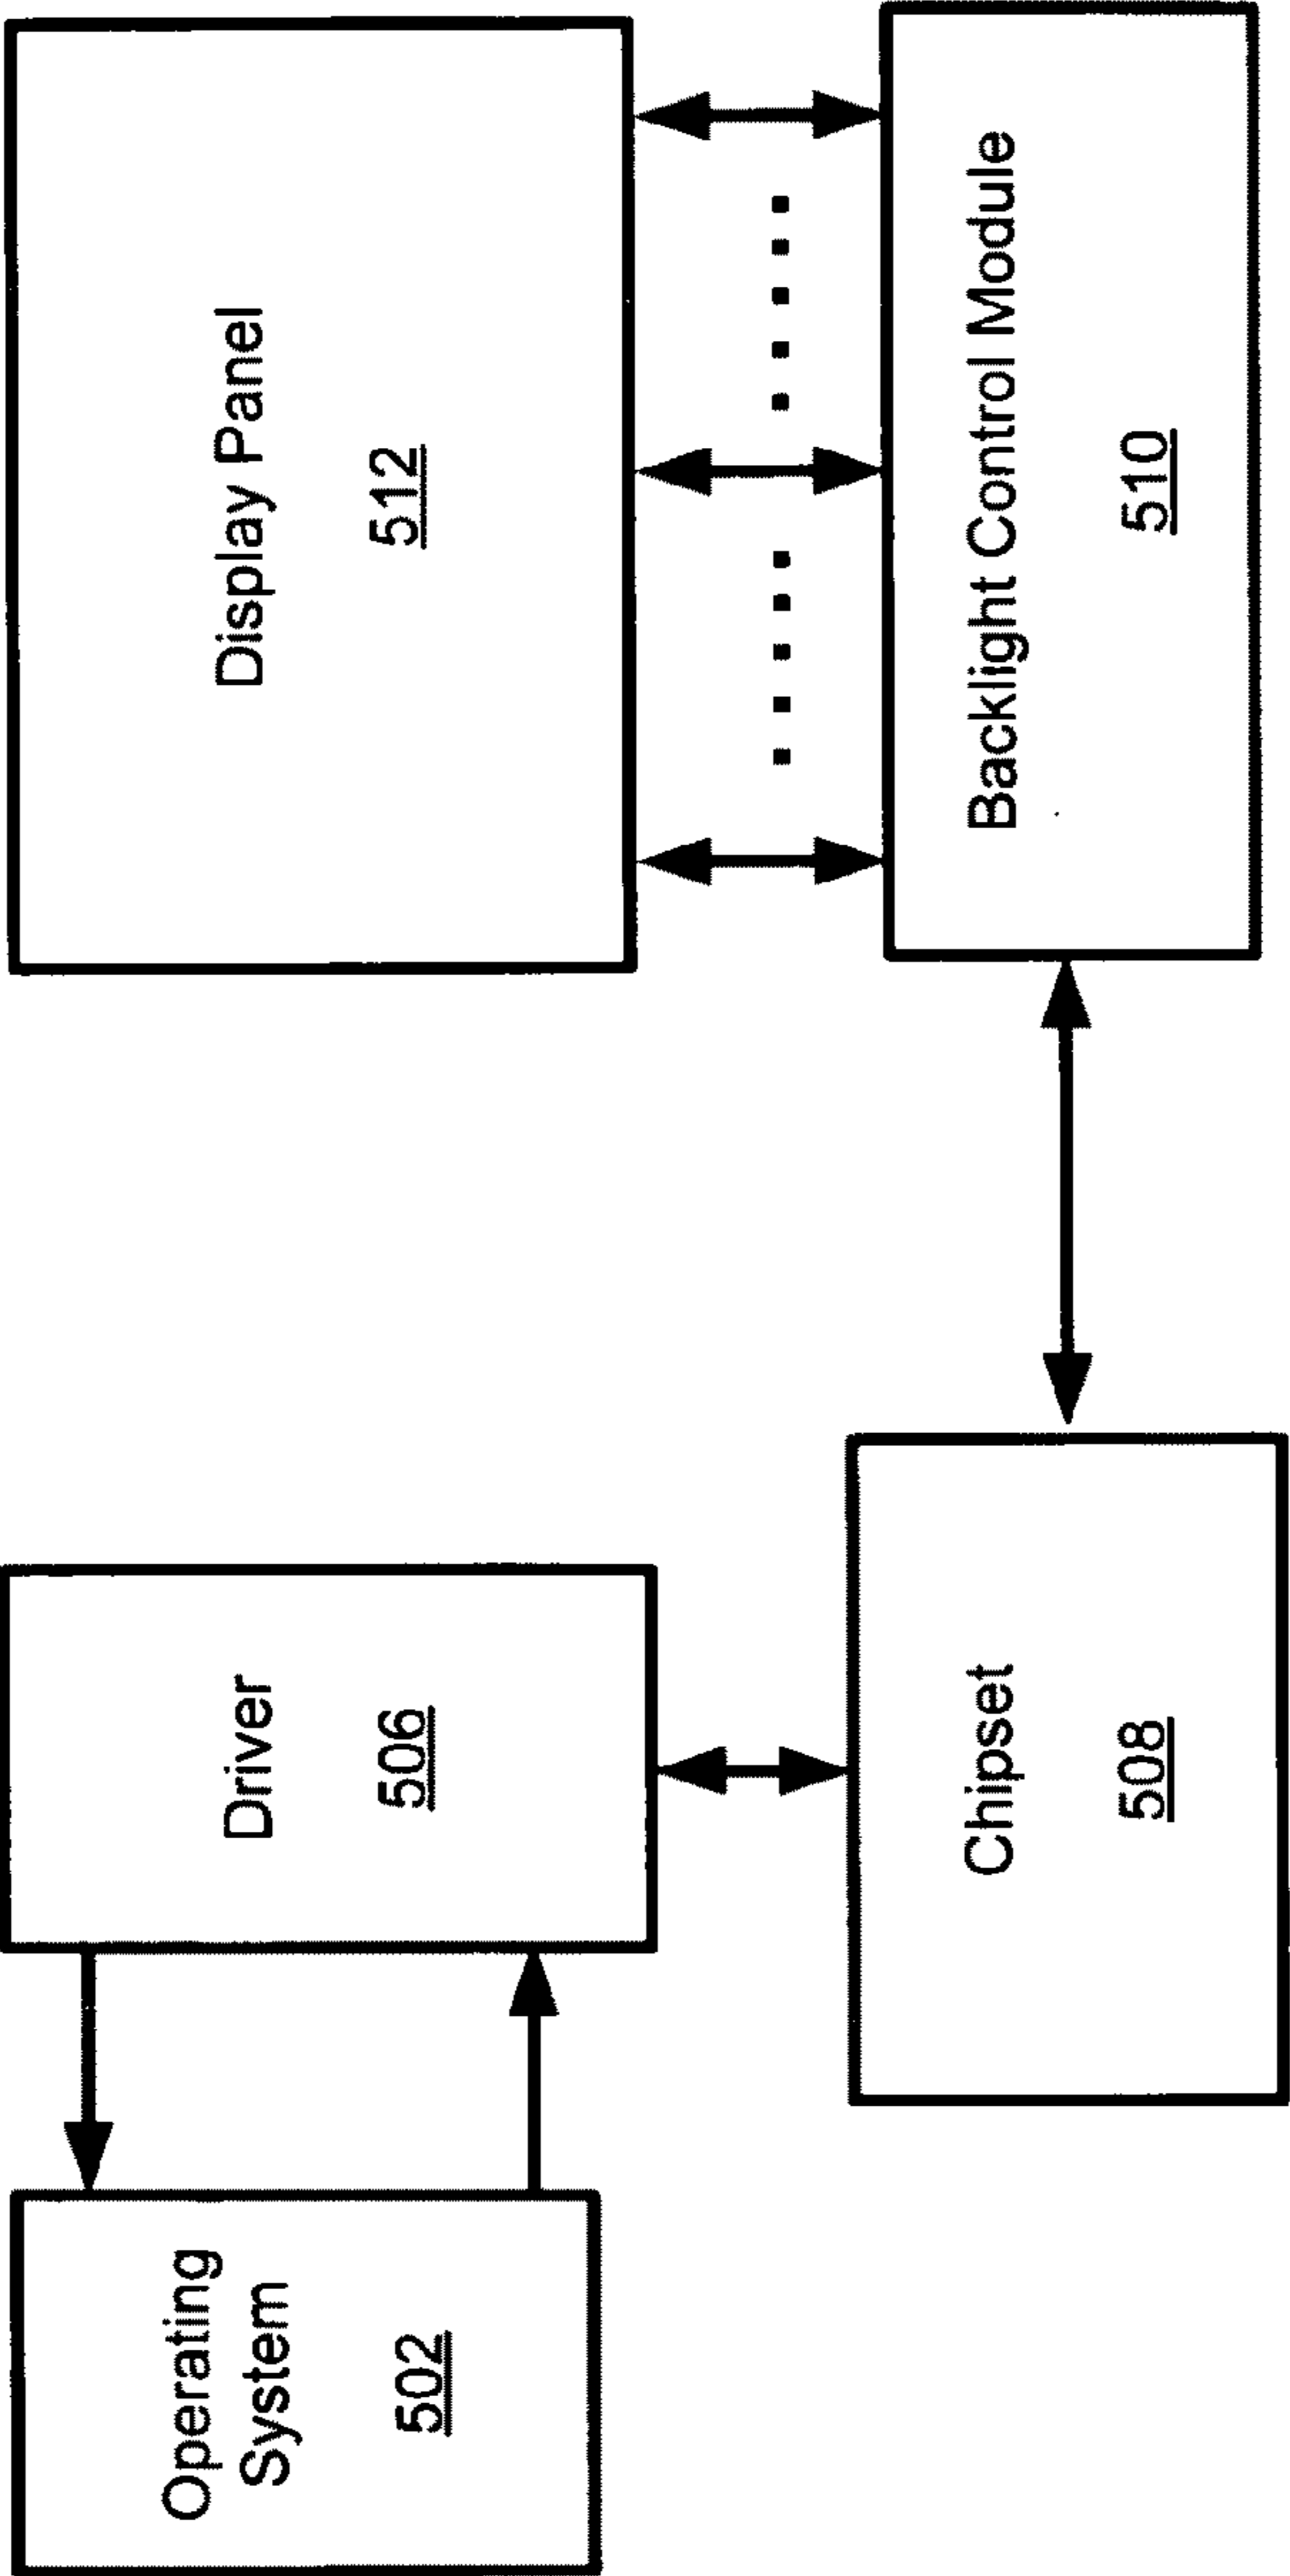 Operating
System
502
Driver
506
Display Panel
512
Chipset
508
Backlight Control Module
510